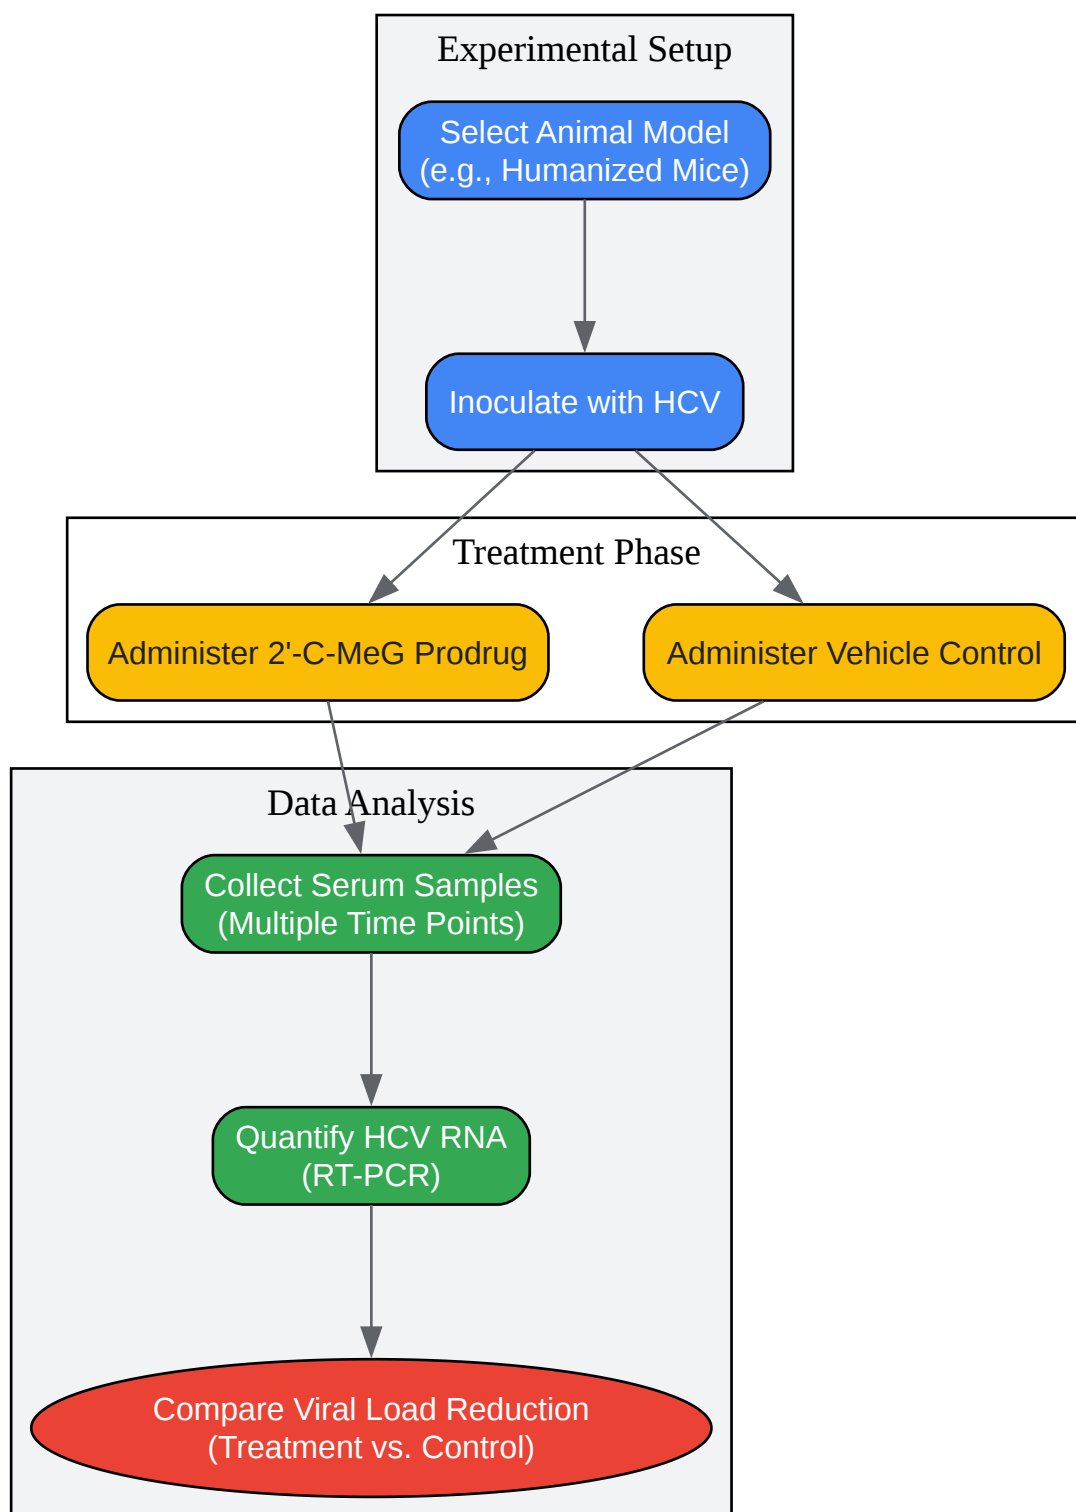 Experimental Setup
Select Animal Model
(e.g., Humanized Mice)
Inoculate with HCV
Treatment Phase
Administer 2'-C-MeG Prodrug
Administer Vehicle Control
Data Analysis
Collect Serum Samples
(Multiple Time Points)
Quantify HCV RNA
(RT-PCR)
Compare Viral Load Reduction
(Treatment vs. Control)